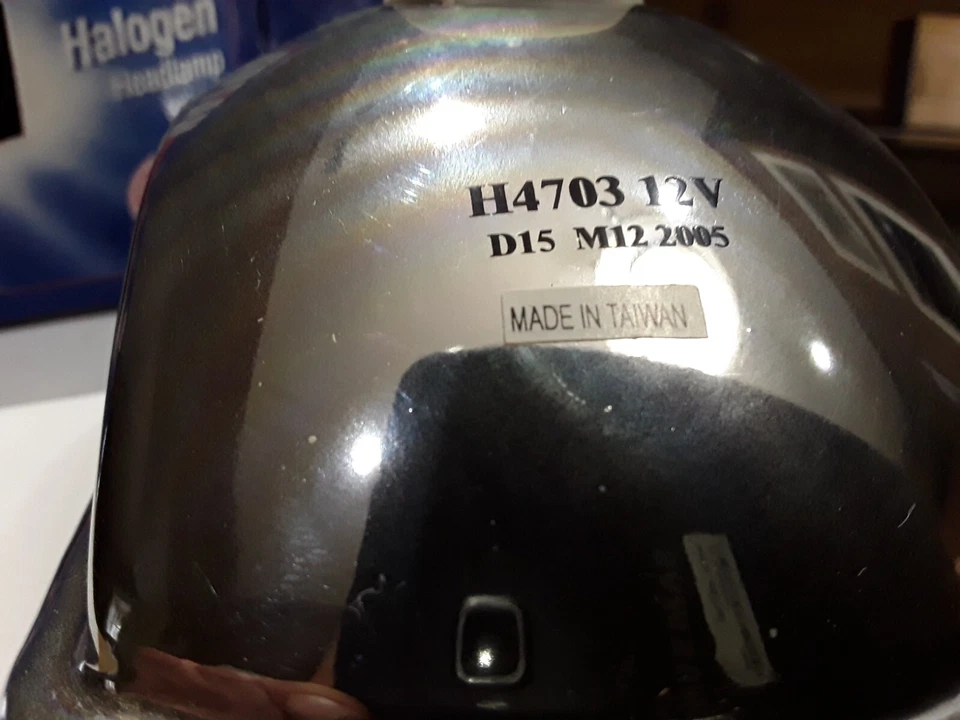 Halogen
Headlamp
H4703 12V
D15 M12 2005
MADE IN TAIWAN